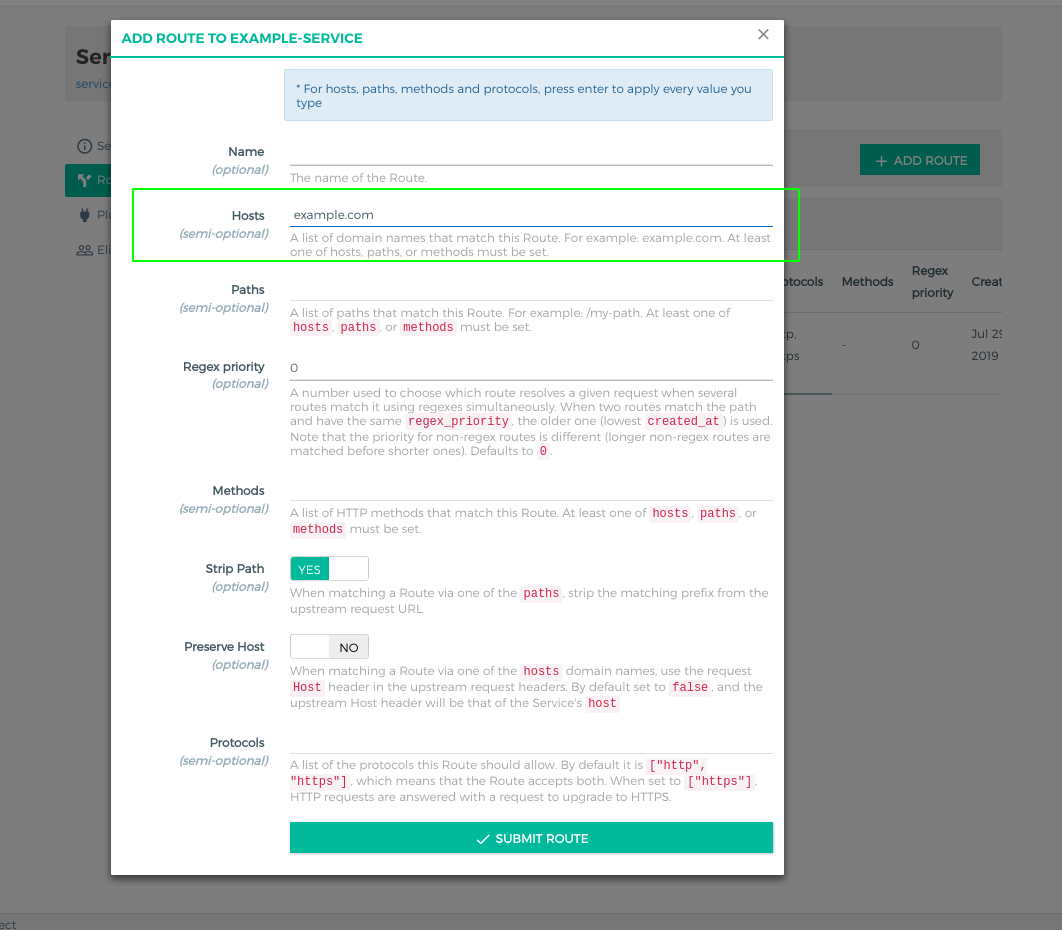 ADD ROUTE TO EXAMPLE-SERVICE
* For hosts, paths, methods and protocols, press enter to apply every value you
type
Name
(optional)
The name of the Route.
Hosts
(semi-optional)
example.com
A list of domain names that match this Route. For example: example.com. At least
one of hosts, paths, or methods must be set.
Paths
(semi-optional)
A list of paths that match this Route. For example: /my-path. At least one of
hosts, paths, or methods must be set.
Regex priority
(optional)
0
A number used to choose which route resolves a given request when several
routes match it using regexes simultaneously. When two routes match the path
and have the same regex_priority, the older one (lowest created_at) is used.
Note that the priority for non-regex routes is different (longer non-regex routes are
matched before shorter ones). Defaults to 0.
Methods
(semi-optional)
A list of HTTP methods that match this Route. At least one of hosts, paths, or
methods must be set.
Strip Path
(optional)
YES
When matching a Route via one of the paths, strip the matching prefix from the
upstream request URL.
Preserve Host
(optional)
NO
When matching a Route via one of the hosts domain names, use the request
Host header in the upstream request headers. By default set to false, and the
upstream Host header will be that of the Service's host
Protocols
(semi-optional)
A list of the protocols this Route should allow. By default it is ["http",
"https"], which means that the Route accepts both. When set to ["https"],
HTTP requests are answered with a request to upgrade to HTTPS.
SUBMIT ROUTE
Ser
service
Se
Ro
Plu
Eli
ADD ROUTE
otocols
Methods
Regex
priority
Creat
tp,
tps
-
0
Jul 29
2019
ect